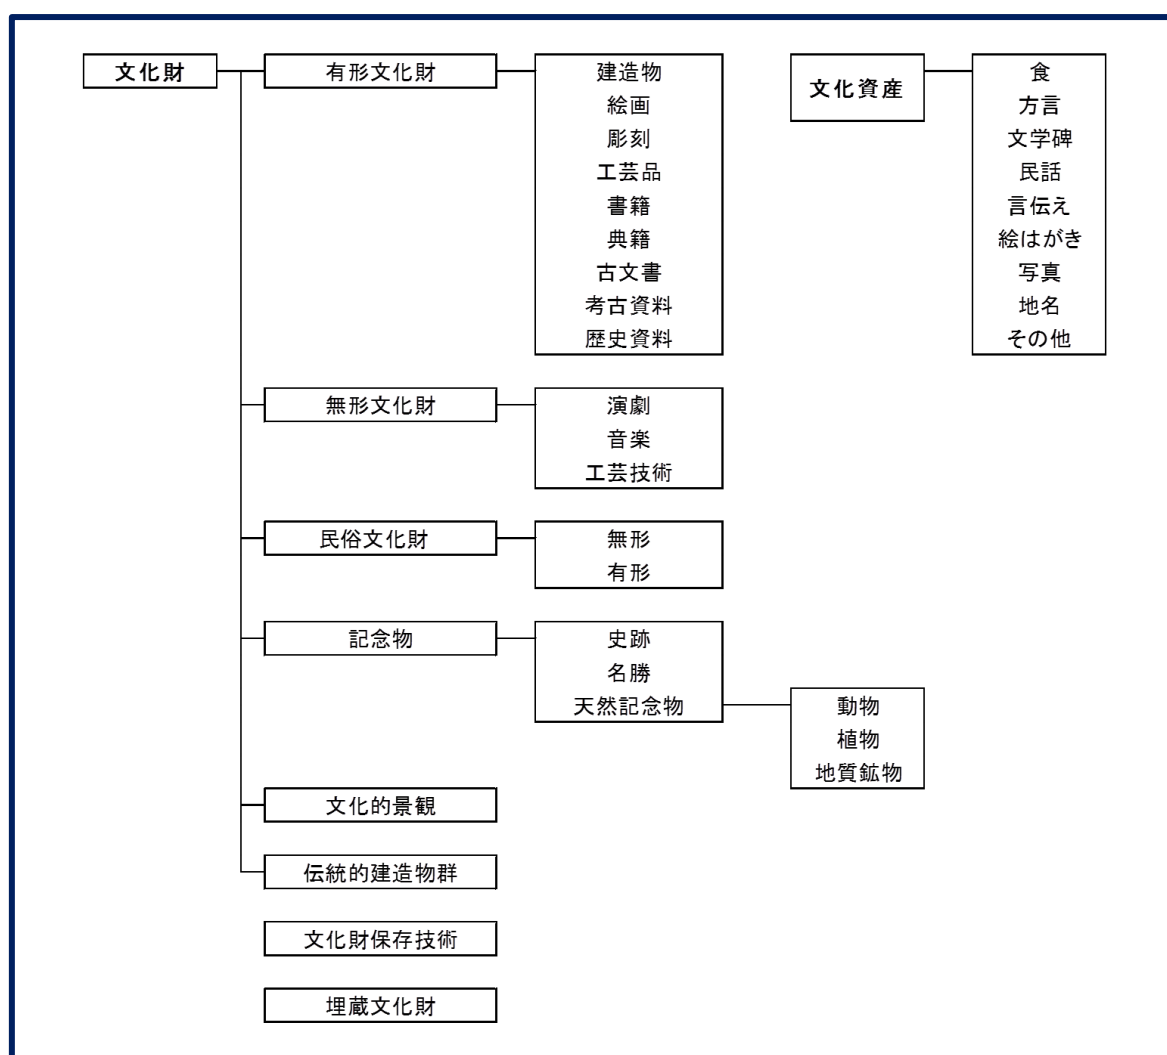 文化財
有形文化財
建造物
絵画
彫刻
工芸品
書籍
典籍
古文書
考古資料
歴史資料
無形文化財
演劇
音楽
工芸技術
民俗文化財
無形
有形
記念物
史跡
名勝
天然記念物
動物
植物
地質鉱物
文化的景観
伝統的建造物群
文化財保存技術
埋蔵文化財
文化資産
食
方言
文学碑
民話
言伝え
絵はがき
写真
地名
その他